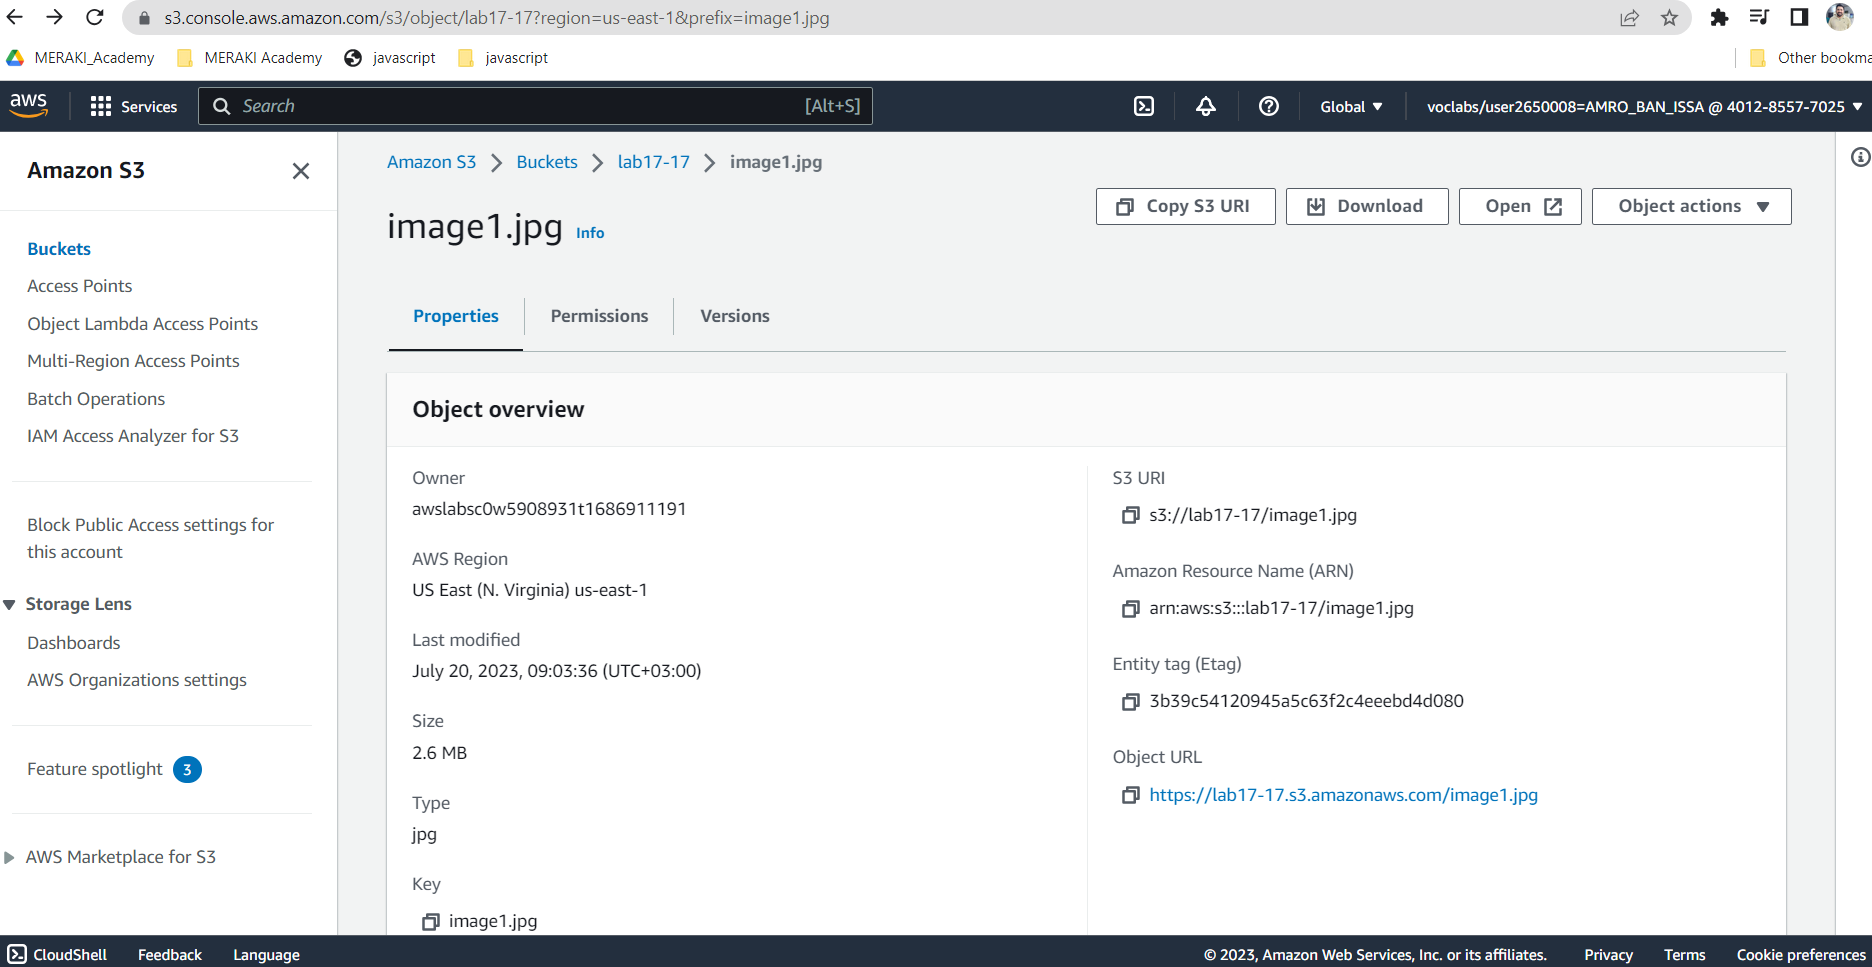 s3.console.aws.amazon.com/s3/object/lab17-17?region=us-east-1&prefix=image1.jpg
MERAKI_Academy MERAKI Academy javascript javascript Other bookma
aws Services Search [Alt+S] Global voclabs/user2650008=AMRO_BAN_ISSA @ 4012-8557-7025
Amazon S3
Buckets
Access Points
Object Lambda Access Points
Multi-Region Access Points
Batch Operations
IAM Access Analyzer for S3
Block Public Access settings for
this account
Storage Lens
Dashboards
AWS Organizations settings
Feature spotlight 3
AWS Marketplace for S3
Amazon S3 Buckets lab17-17 image1.jpg
image1.jpg Info
Copy S3 URI Download Open Object actions
Properties Permissions Versions
Object overview
Owner
awslabsc0w5908931t1686911191
AWS Region
US East (N. Virginia) us-east-1
Last modified
July 20, 2023, 09:03:36 (UTC+03:00)
Size
2.6 MB
Type
jpg
Key
image1.jpg
S3 URI
s3://lab17-17/image1.jpg
Amazon Resource Name (ARN)
arn:aws:s3:::lab17-17/image1.jpg
Entity tag (Etag)
3b39c54120945a5c63f2c4eeebd4d080
Object URL
https://lab17-17.s3.amazonaws.com/image1.jpg
CloudShell Feedback Language © 2023, Amazon Web Services, Inc. or its affiliates. Privacy Terms Cookie preferences